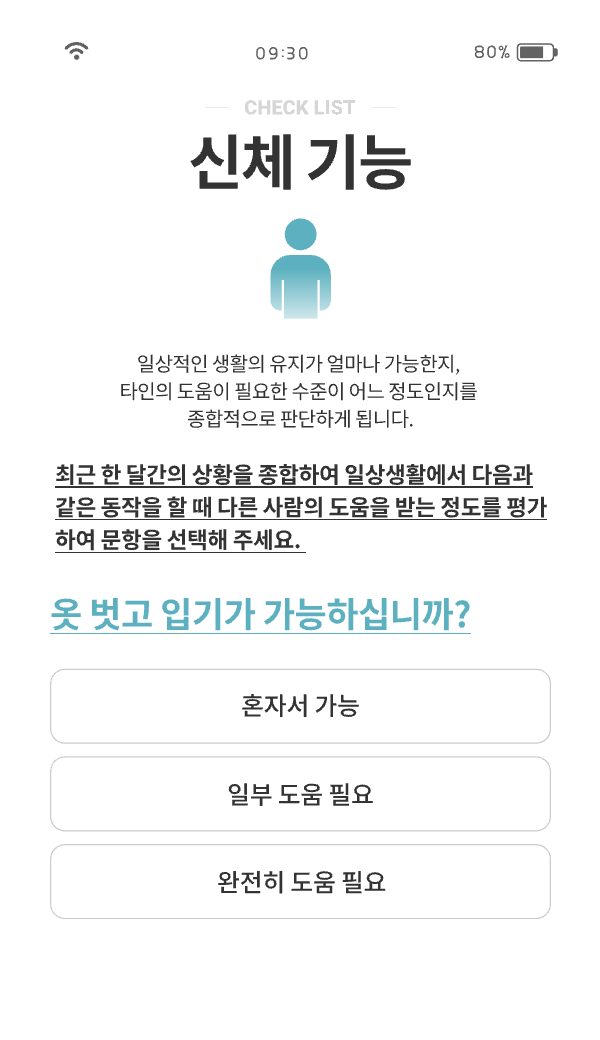 09:30
80%
CHECK LIST
신체 기능
일상적인 생활의 유지가 얼마나 가능한지,
타인의 도움이 필요한 수준이 어느 정도인지를
종합적으로 판단하게 됩니다.
최근 한 달간의 상황을 종합하여 일상생활에서 다음과
같은 동작을 할 때 다른 사람의 도움을 받는 정도를 평가
하여 문항을 선택해 주세요.
옷 벗고 입기가 가능하십니까?
혼자서 가능
일부 도움 필요
완전히 도움 필요